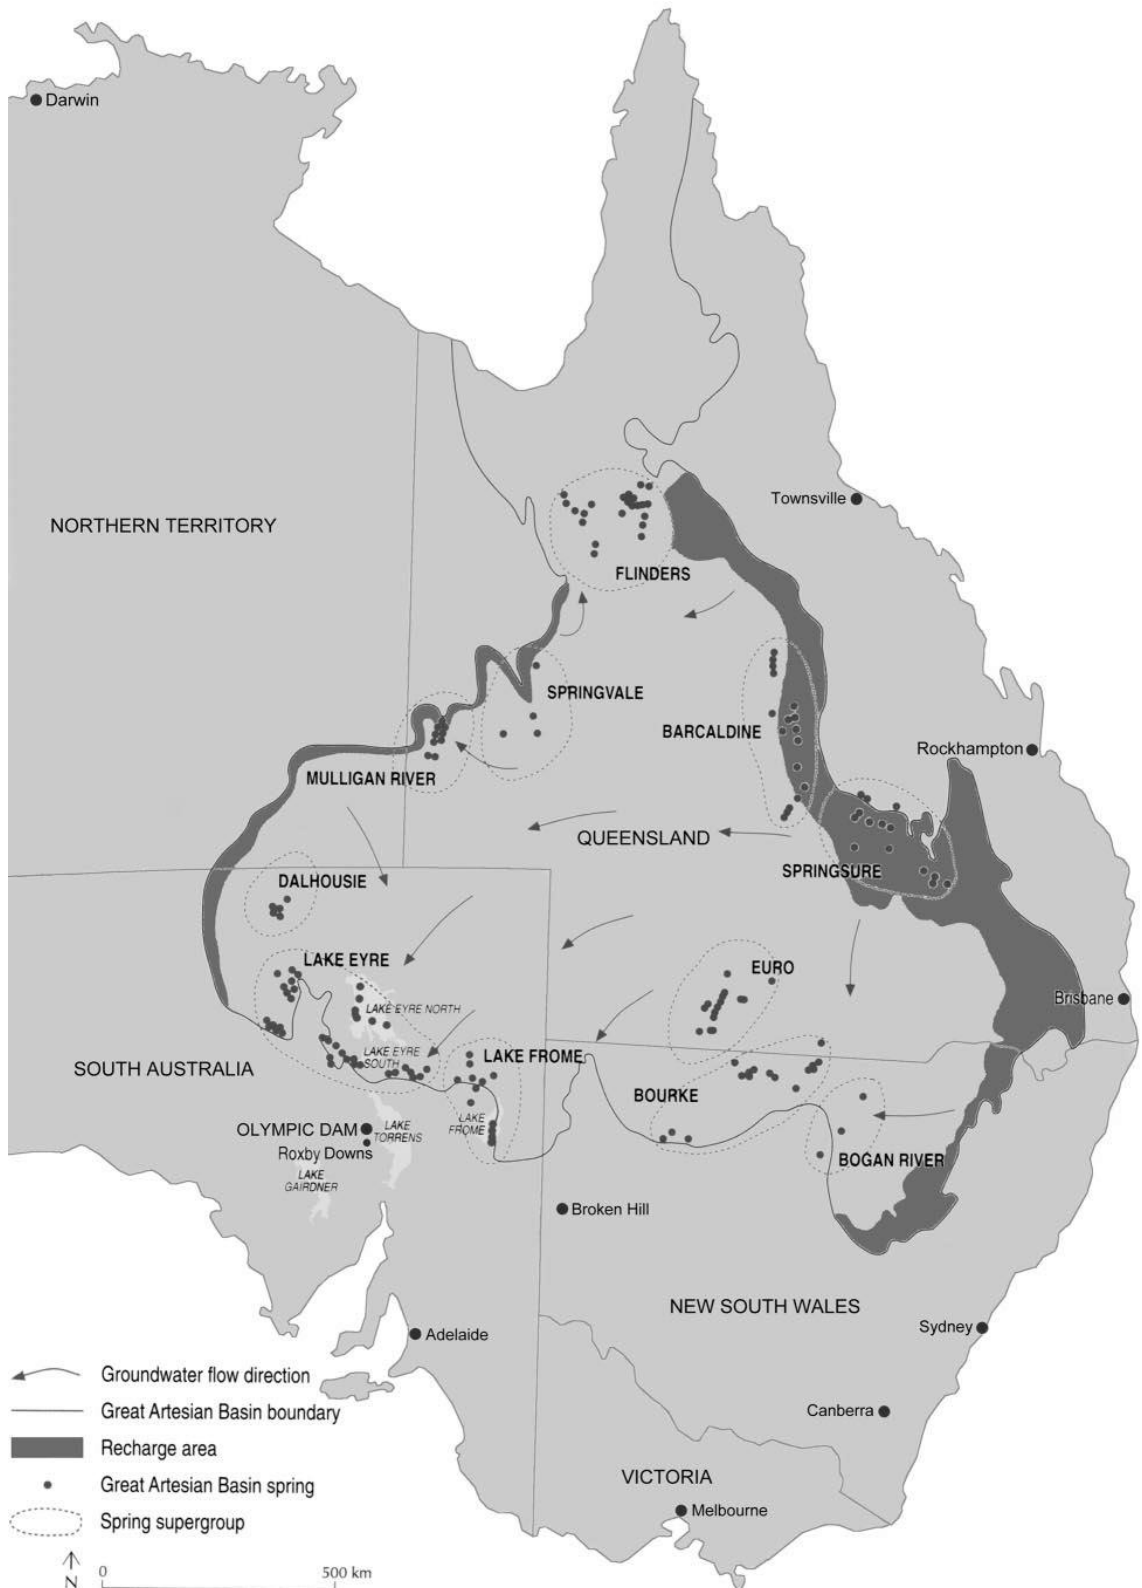 Darwin
Townsville
NORTHERN TERRITORY
FLINDERS
SPRINGVALE
BARCALDINE
Rockhampton
MULLIGAN RIVER
QUEENSLAND
SPRINGSURE
DALHOUSIE
LAKE EYRE
EURO
Brisbane
LAKE EYRE NORTH
LAKE EYRE
SOUTH
LAKE FROME
SOUTH AUSTRALIA
BOURKE
LAKE
FROME
OLYMPIC DAM
LAKE
TORRENS
Roxby Downs
BOGAN RIVER
LAKE
GAIRDNER
Broken Hill
NEW SOUTH WALES
Sydney
Adelaide
Groundwater flow direction
Great Artesian Basin boundary
Canberra
Recharge area
VICTORIA
Great Artesian Basin spring
Melbourne
Spring supergroup
N
0
500 km